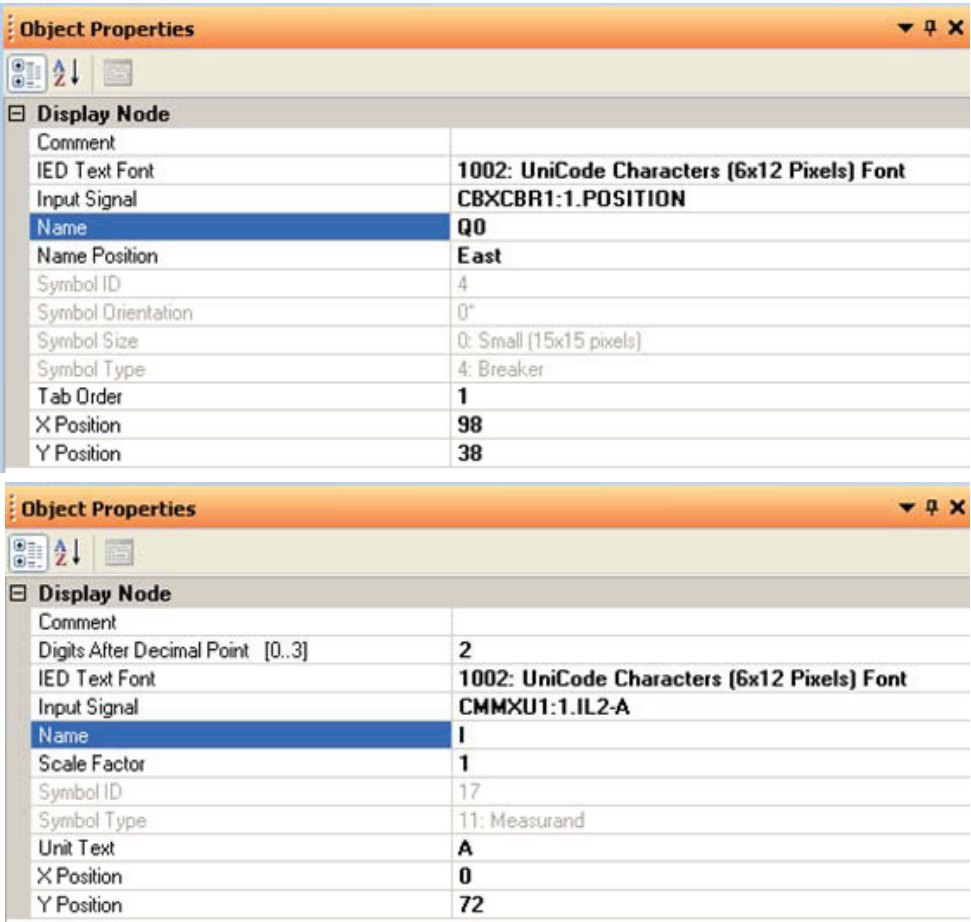 Object Properties
Display Node
Comment
IED Text Font 1002: UniCode Characters (6x12 Pixels) Font
Input Signal CBXCBR1:1.POSITION
Name Q0
Name Position East
Symbol ID 4
Symbol Orientation 0°
Symbol Size 0: Small (15x15 pixels)
Symbol Type 4: Breaker
Tab Order 1
X Position 98
Y Position 38
Object Properties
Display Node
Comment
Digits After Decimal Point [0..3] 2
IED Text Font 1002: UniCode Characters (6x12 Pixels) Font
Input Signal CMMXU1:1.IL2-A
Name I
Scale Factor 1
Symbol ID 17
Symbol Type 11: Measurand
Unit Text A
X Position 0
Y Position 72